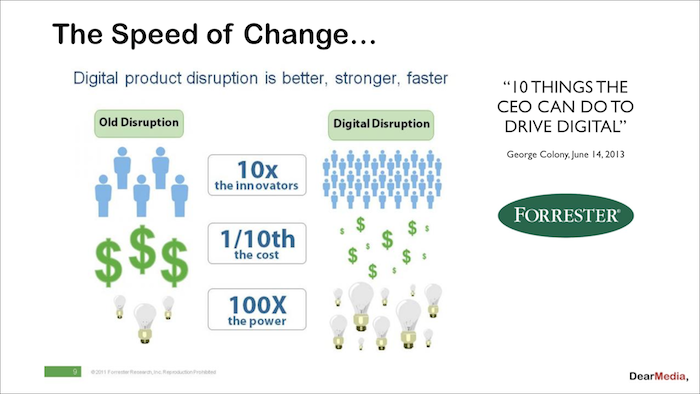 The Speed of Change...
Digital product disruption is better, stronger, faster
Old Disruption
Digital Disruption
10x
the innovators
1/10th
the cost
100X
the power
"10 THINGS THE
CEO CAN DO TO
DRIVE DIGITAL"
George Colony, June 14, 2013
FORRESTER®
9
© 2011 Forrester Research, Inc. Reproduction Prohibited
DearMedia,